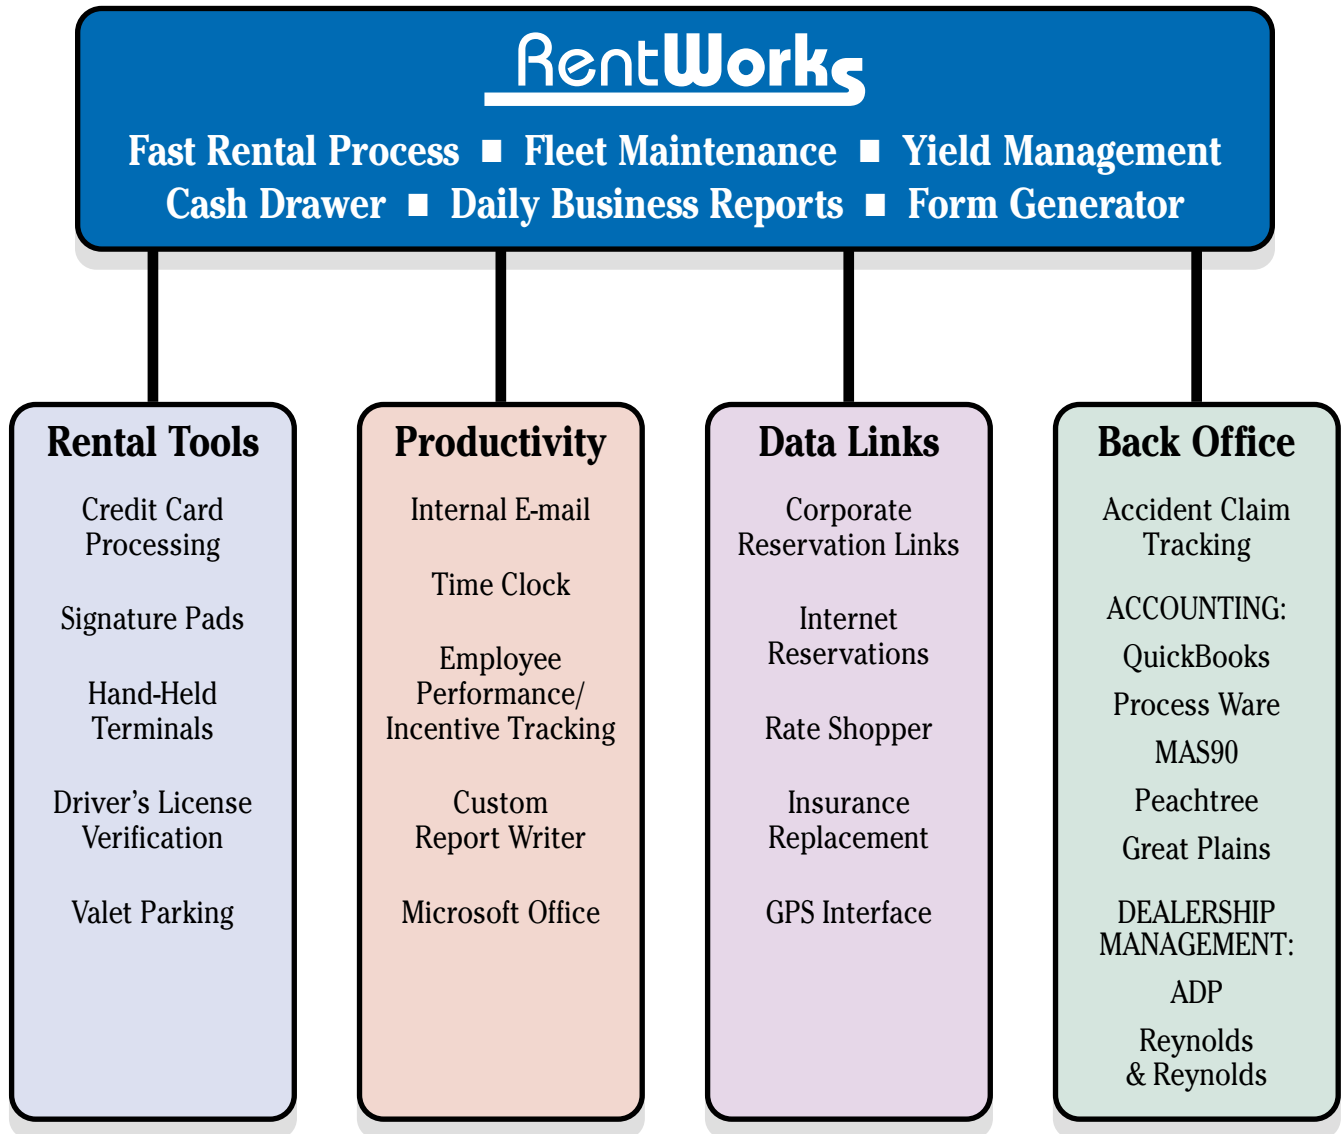 RentWorks
Fast Rental Process ■ Fleet Maintenance ■ Yield Management
Cash Drawer ■ Daily Business Reports ■ Form Generator
Rental Tools
Credit Card
Processing
Signature Pads
Hand-Held
Terminals
Driver's License
Verification
Valet Parking
Productivity
Internal E-mail
Time Clock
Employee
Performance/
Incentive Tracking
Custom
Report Writer
Microsoft Office
Data Links
Corporate
Reservation Links
Internet
Reservations
Rate Shopper
Insurance
Replacement
GPS Interface
Back Office
Accident Claim
Tracking
ACCOUNTING:
QuickBooks
Process Ware
MAS90
Peachtree
Great Plains
DEALERSHIP
MANAGEMENT:
ADP
Reynolds
& Reynolds